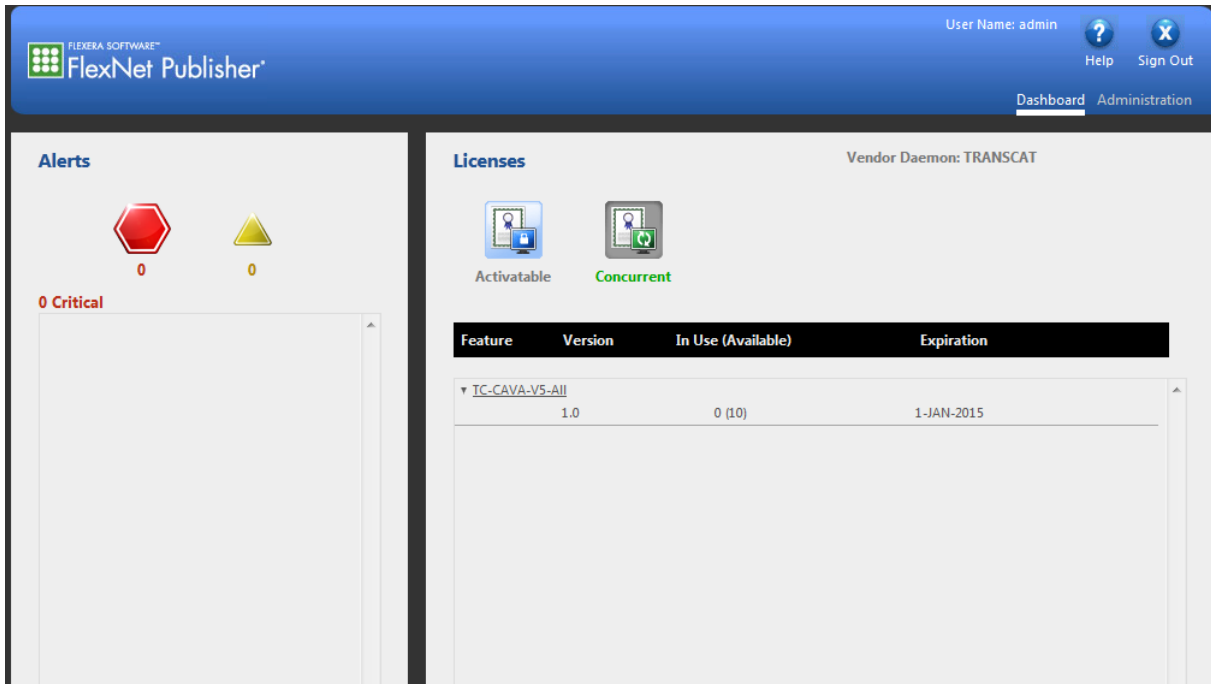 User Name: admin
FLEXERA SOFTWARE™
FlexNet Publisher®
?
X
Help
Sign Out
Dashboard Administration
Alerts
0
0
0 Critical
Licenses
Vendor Daemon: TRANSCAT
Activatable
Concurrent
Feature Version In Use (Available) Expiration
TC-CAVA-V5-All
1.0 0 (10) 1-JAN-2015